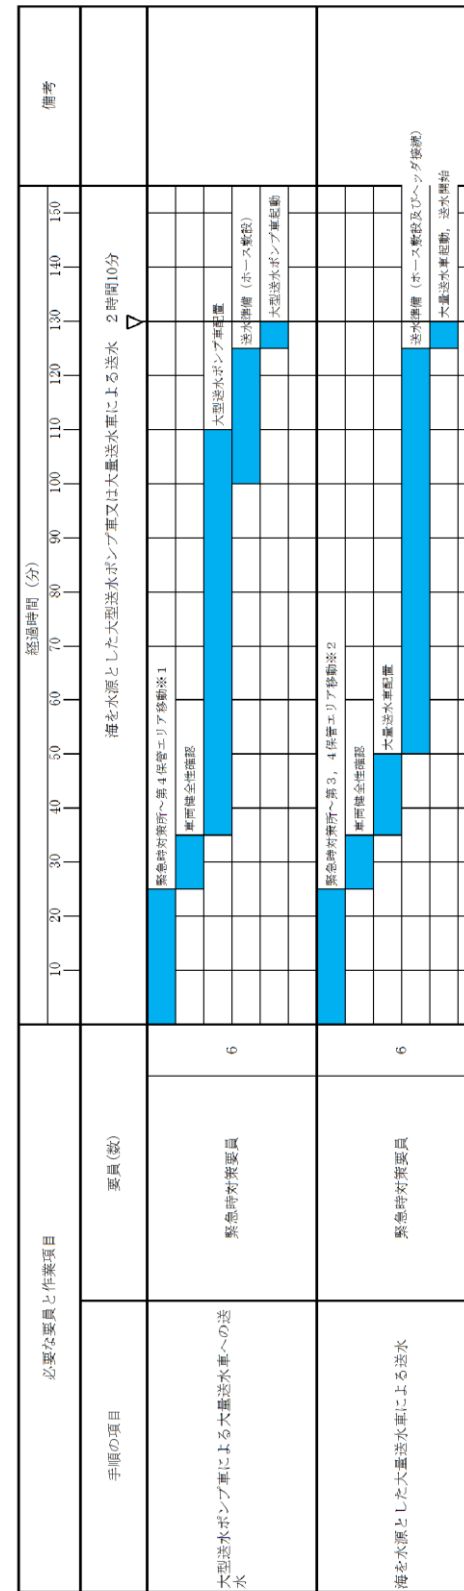 必要な要員と作業項目
経過時間（分）
備考
10 20 30 40 50 60 70 80 90 100 110 120 130 140 150
手順の項目
要員(数)
海を水源とした大型送水ポンプ車又は大量送水車による送水　2時間10分
▽
大型送水ポンプ車による大量送水車への送
水
緊急時対策要員
6
緊急時対策所～第4保管エリア移動※1
車両健全性確認
大型送水ポンプ車配置
送水準備（ホース敷設）
大型送水ポンプ車起動
海を水源とした大量送水車による送水
緊急時対策要員
6
緊急時対策所～第3，4保管エリア移動※2
車両健全性確認
大量送水車配置
送水準備（ホース敷設及びヘッダ接続）
大量送水車起動，送水開始